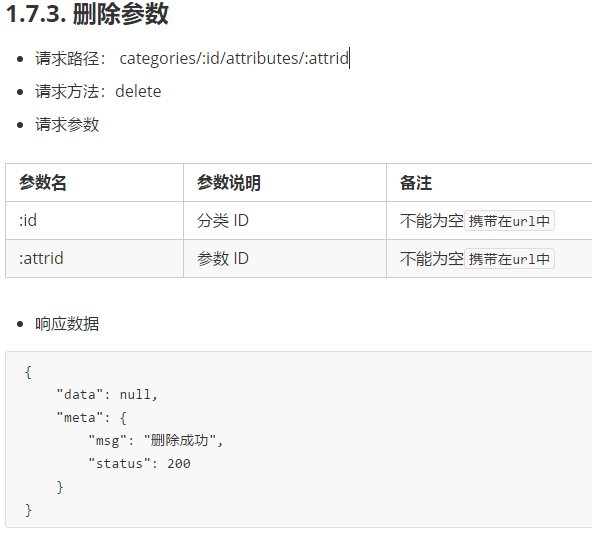 1.7.3. 删除参数
请求路径： categories/:id/attributes/:attrid
请求方法：delete
请求参数
参数名 参数说明 备注
:id 分类 ID 不能为空携带在url中
:attrid 参数 ID 不能为空携带在url中
响应数据
{
    "data": null,
    "meta": {
        "msg": "删除成功",
        "status": 200
    }
}